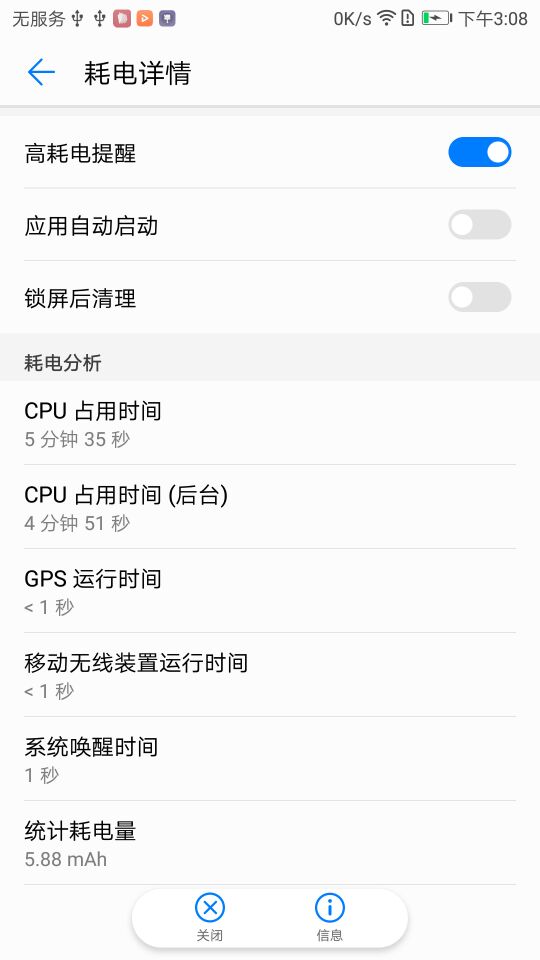 无服务 0K/s 下午3:08
耗电详情
高耗电提醒
应用自动启动
锁屏后清理
耗电分析
CPU 占用时间
5 分钟 35 秒
CPU 占用时间 (后台)
4 分钟 51 秒
GPS 运行时间
< 1 秒
移动无线装置运行时间
< 1 秒
系统唤醒时间
1 秒
统计耗电量
5.88 mAh
关闭 信息